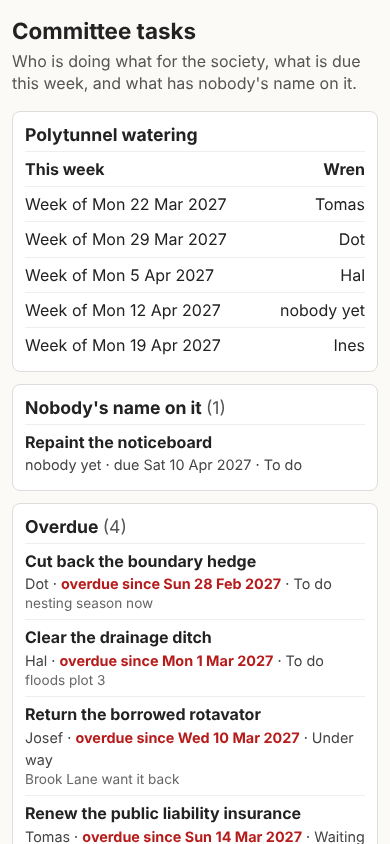 Committee tasks
Who is doing what for the society, what is due
this week, and what has nobody's name on it.
Polytunnel watering
This week Wren
Week of Mon 22 Mar 2027 Tomas
Week of Mon 29 Mar 2027 Dot
Week of Mon 5 Apr 2027 Hal
Week of Mon 12 Apr 2027 nobody yet
Week of Mon 19 Apr 2027 Ines
Nobody's name on it (1)
Repaint the noticeboard
nobody yet · due Sat 10 Apr 2027 · To do
Overdue (4)
Cut back the boundary hedge
Dot · overdue since Sun 28 Feb 2027 · To do
nesting season now
Clear the drainage ditch
Hal · overdue since Mon 1 Mar 2027 · To do
floods plot 3
Return the borrowed rotavator
Josef · overdue since Wed 10 Mar 2027 · Under
way
Brook Lane want it back
Renew the public liability insurance
Tomas · overdue since Sun 14 Mar 2027 · Waiting